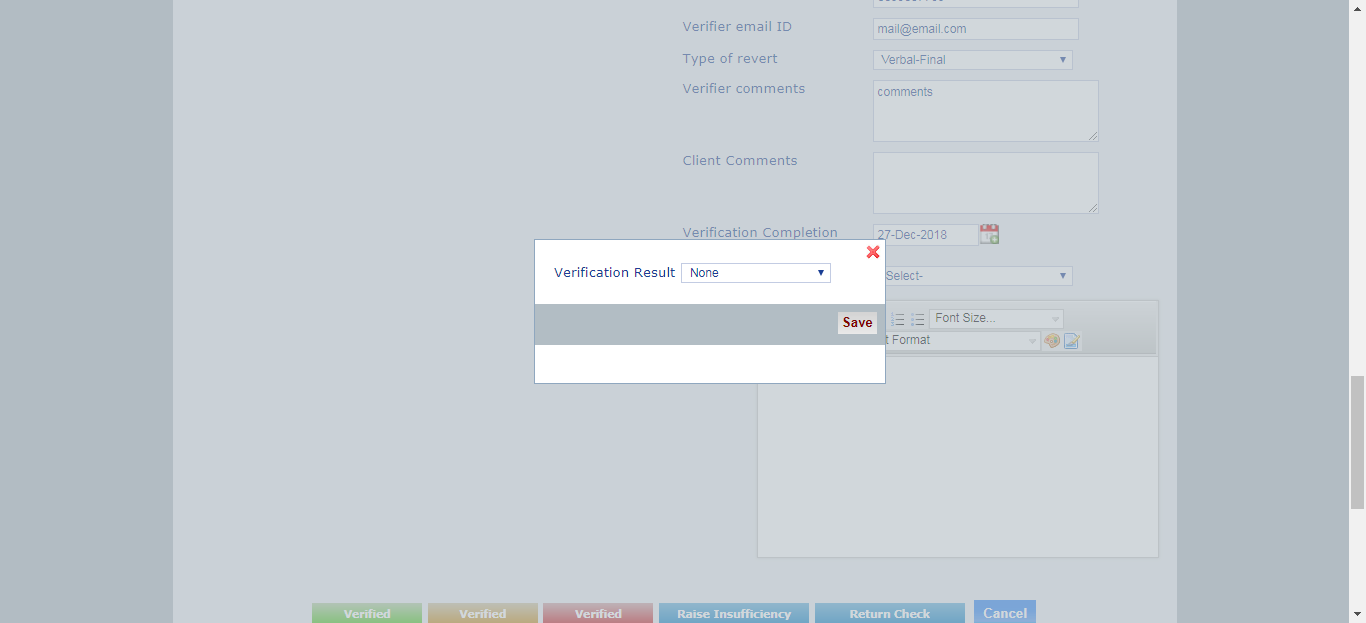 Verifier email ID
mail@email.com
Type of revert
Verbal-Final
Verifier comments
comments
Client Comments
Verification Completion
27-Dec-2018
Verification Result
None
Select-
Save
Font Size...
t Format
Verified
Verified
Verified
Raise Insufficiency
Return Check
Cancel